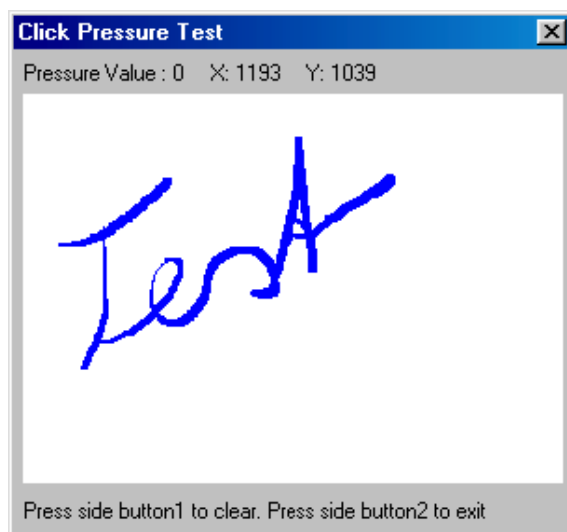 Click Pressure Test
Pressure Value : 0 X: 1193 Y: 1039
Test
Press side button1 to clear. Press side button2 to exit